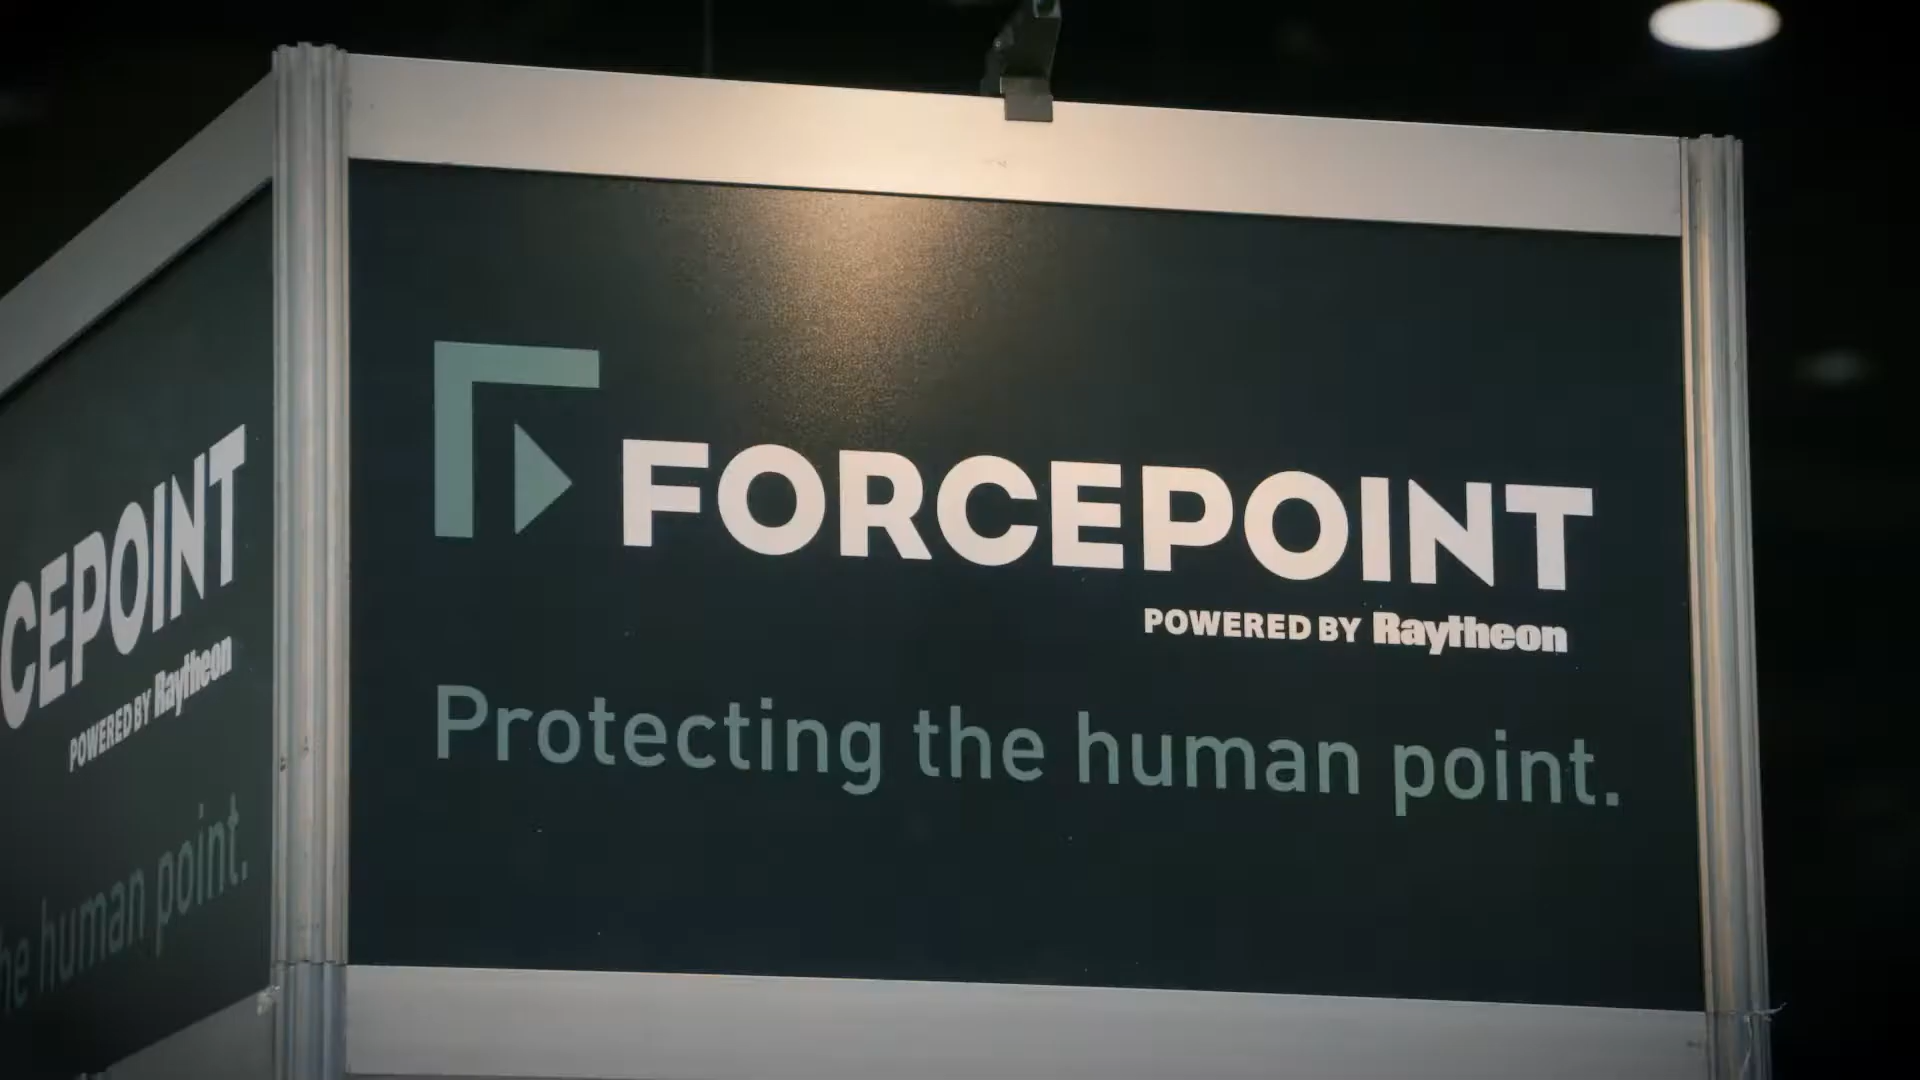 CEPOINT
POWERED BY Raytheon
he human point.
FORCEPOINT
POWERED BY Raytheon
Protecting the human point.